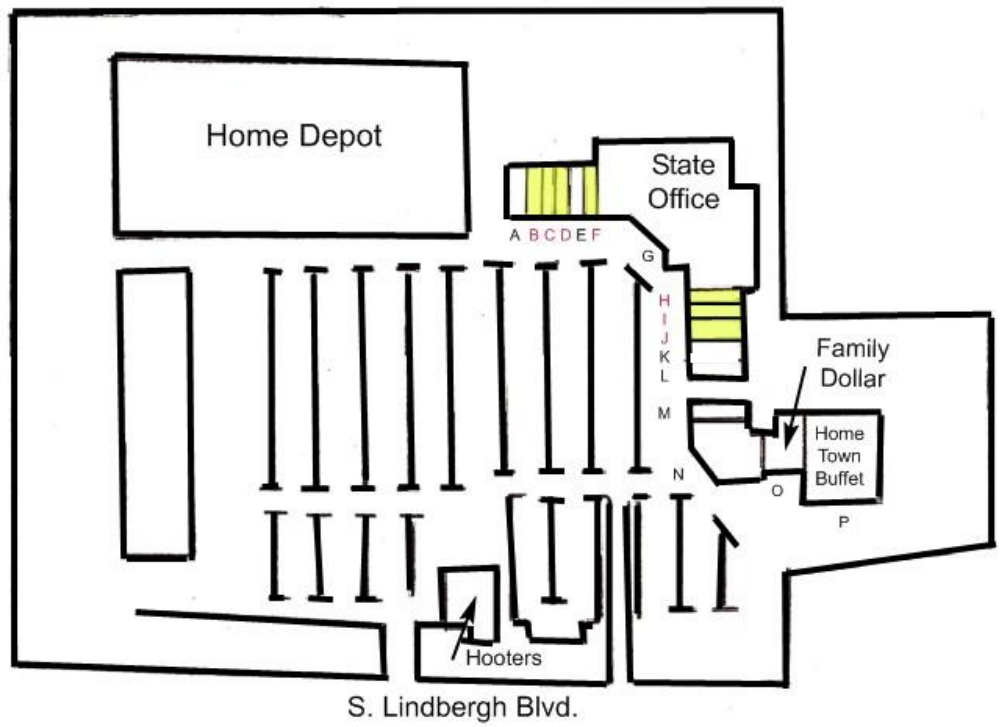 Home Depot
State
Office
A B C D E F
G
H
I
J
K
L
M
N
O
P
Family
Dollar
Home
Town
Buffet
Hooters
S. Lindbergh Blvd.